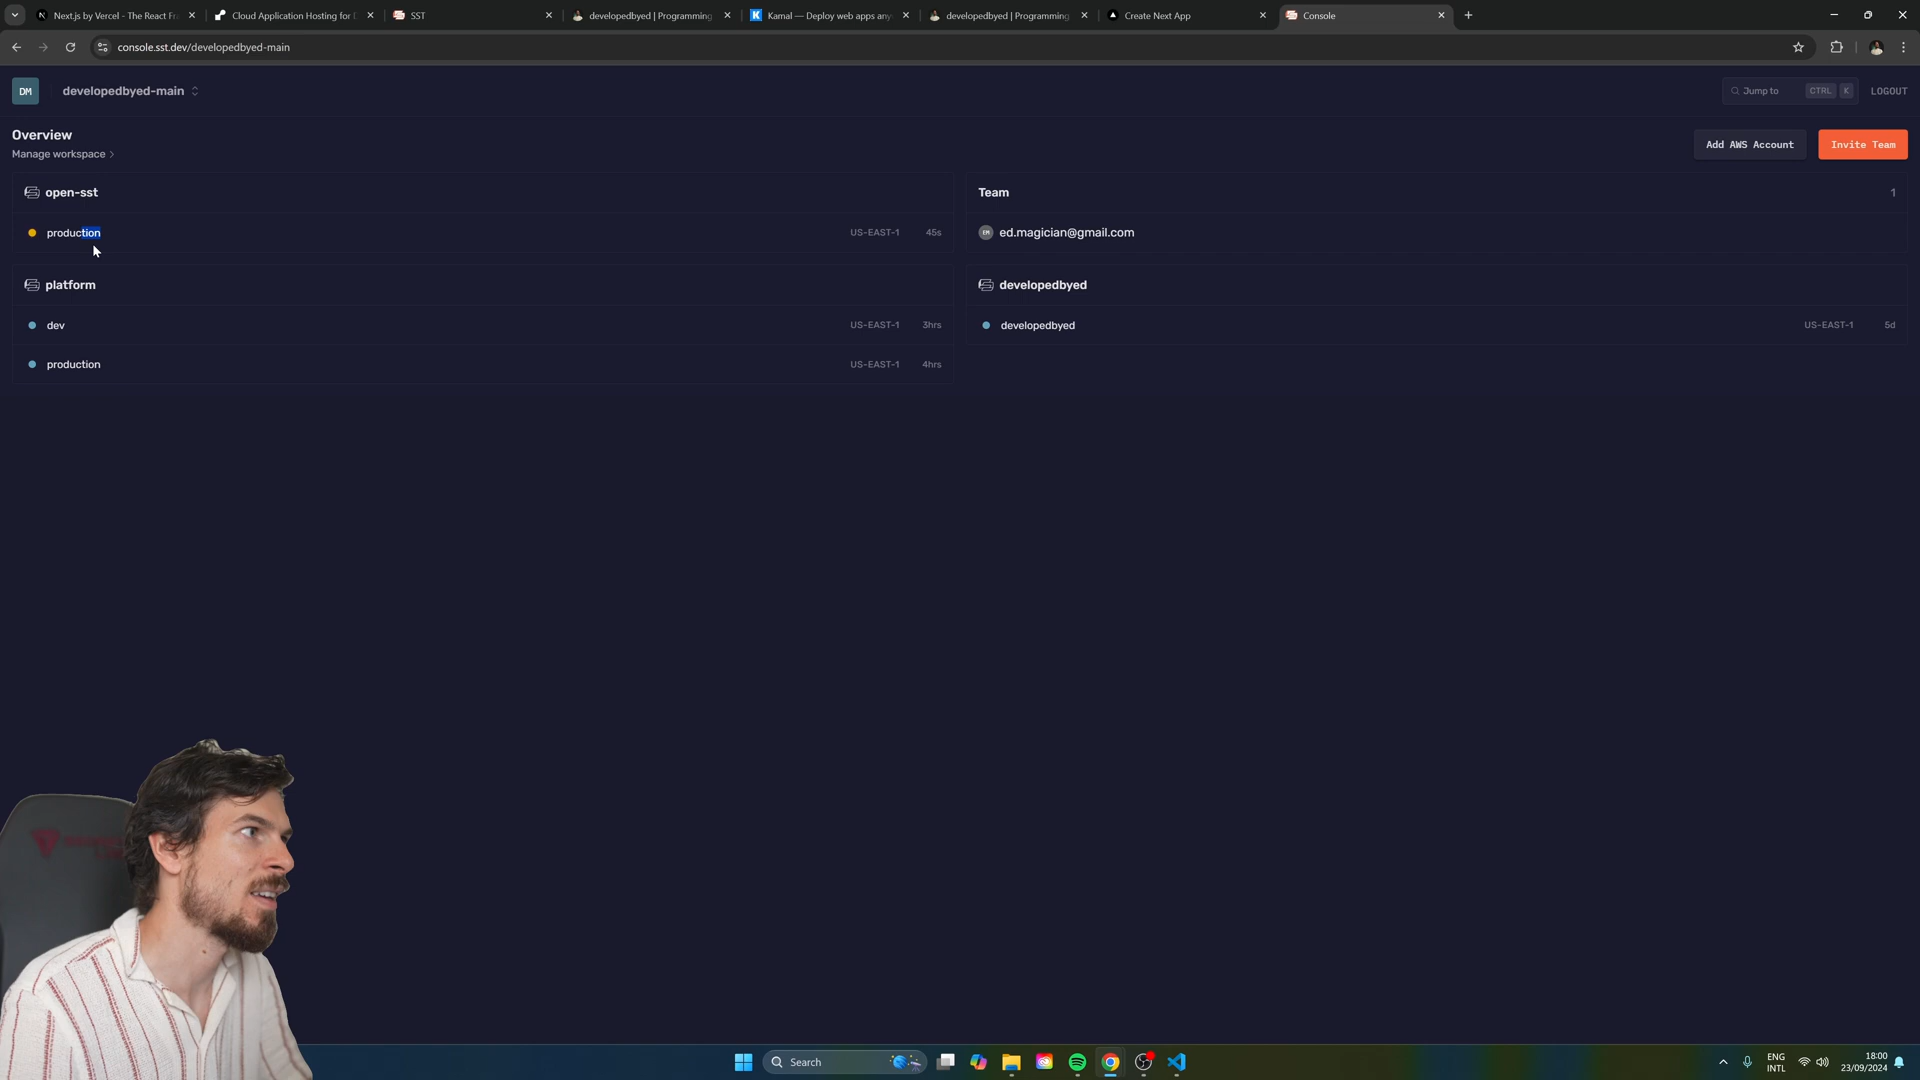 Next.js by Vercel - The React Fr
Cloud Application Hosting for D
SST
developedbyed | Programming
Kamal — Deploy web apps any
developedbyed | Programming
Create Next App
Console
console.sst.dev/developedbyed-main
DM
developedbyed-main
Jump to
CTRL
K
LOGOUT
Overview
Manage workspace
Add AWS Account
Invite Team
open-sst
production
US-EAST-1
45s
Team
1
EM
ed.magician@gmail.com
platform
dev
US-EAST-1
3hrs
production
US-EAST-1
4hrs
developedbyed
developedbyed
US-EAST-1
5d
Search
ENG
INTL
18:00
23/09/2024